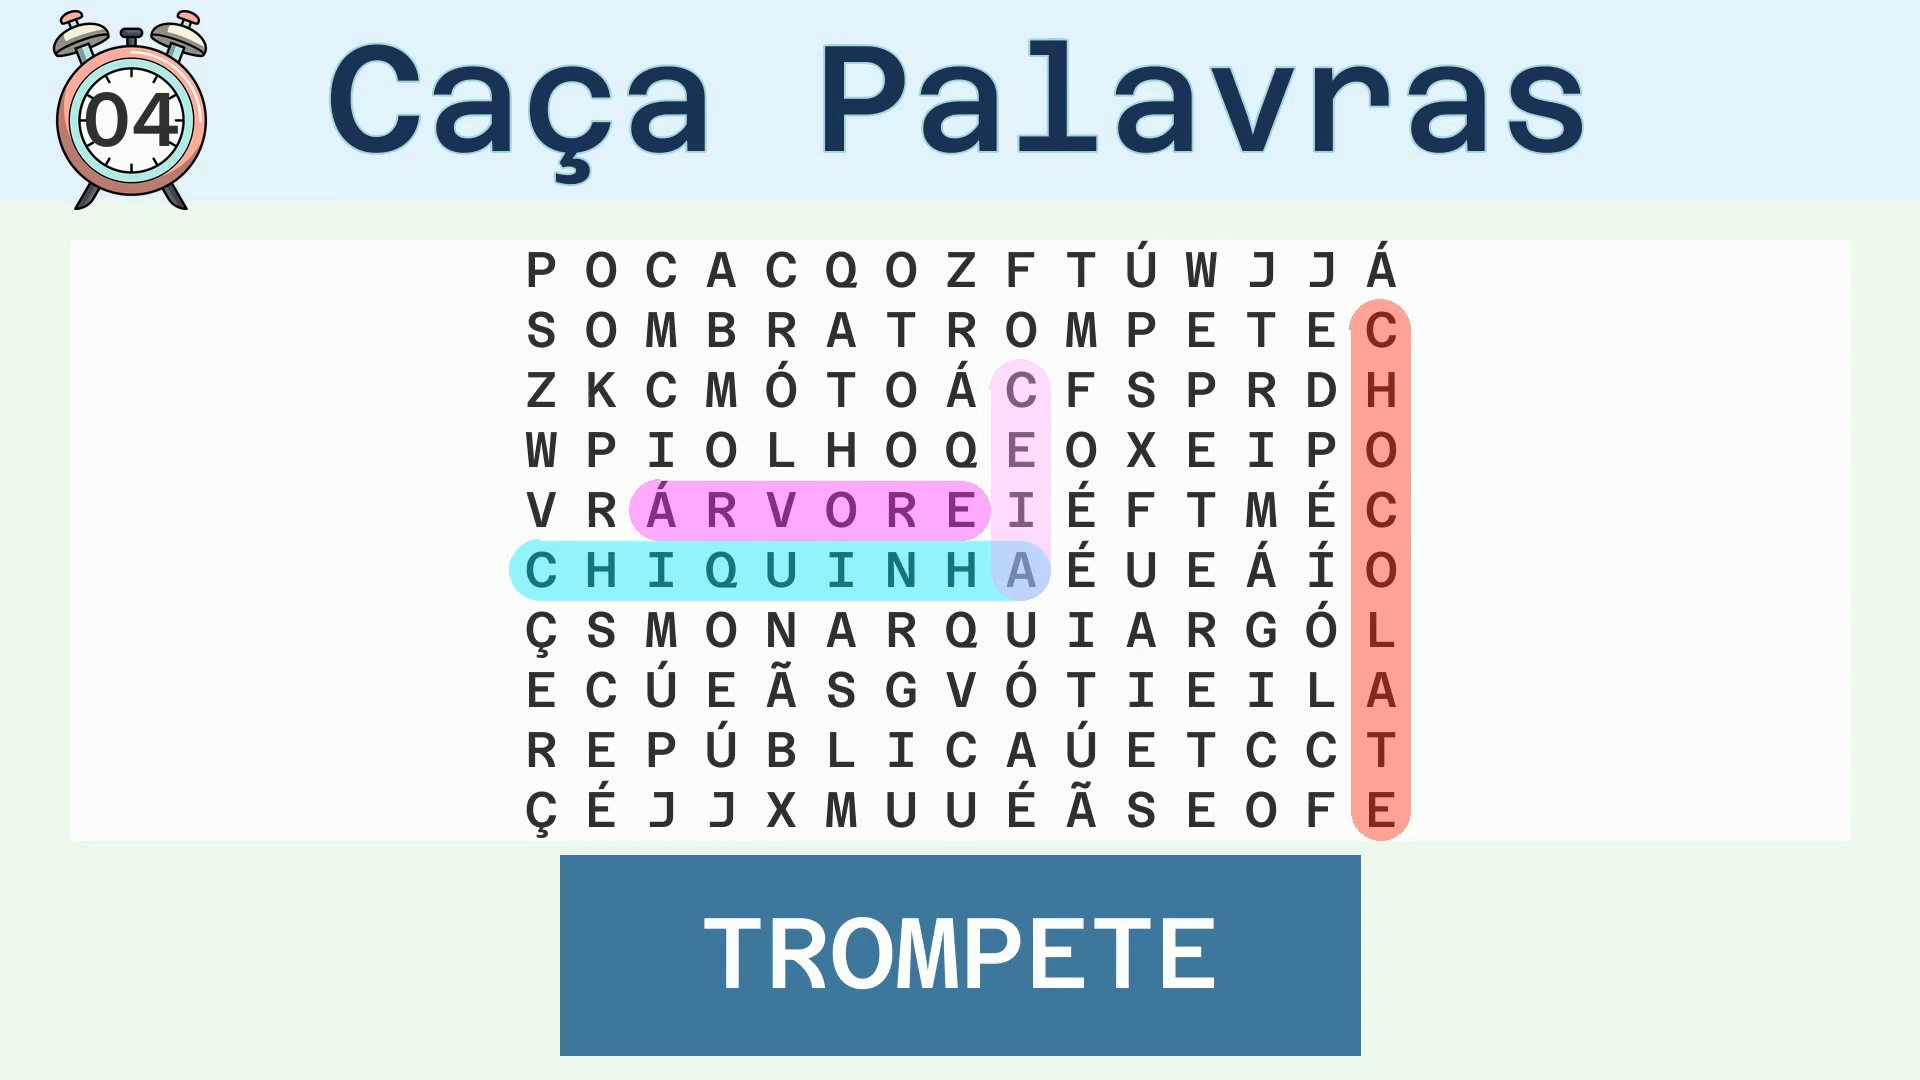 04
Caça Palavras
P O C A C Q O Z F T Ú W J J Á
S O M B R A T R O M P E T E C
Z K C M Ó T O Á C F S P R D H
W P I O L H O Q E O X E I P O
V R Á R V O R E I É F T M É C
C H I Q U I N H A É U E Á Í O
Ç S M O N A R Q U I A R G Ó L
E C Ú E Ã S G V Ó T I E I L A
R E P Ú B L I C A Ú E T C C T
Ç É J J X M U U É Ã S E O F E
TROMPETE